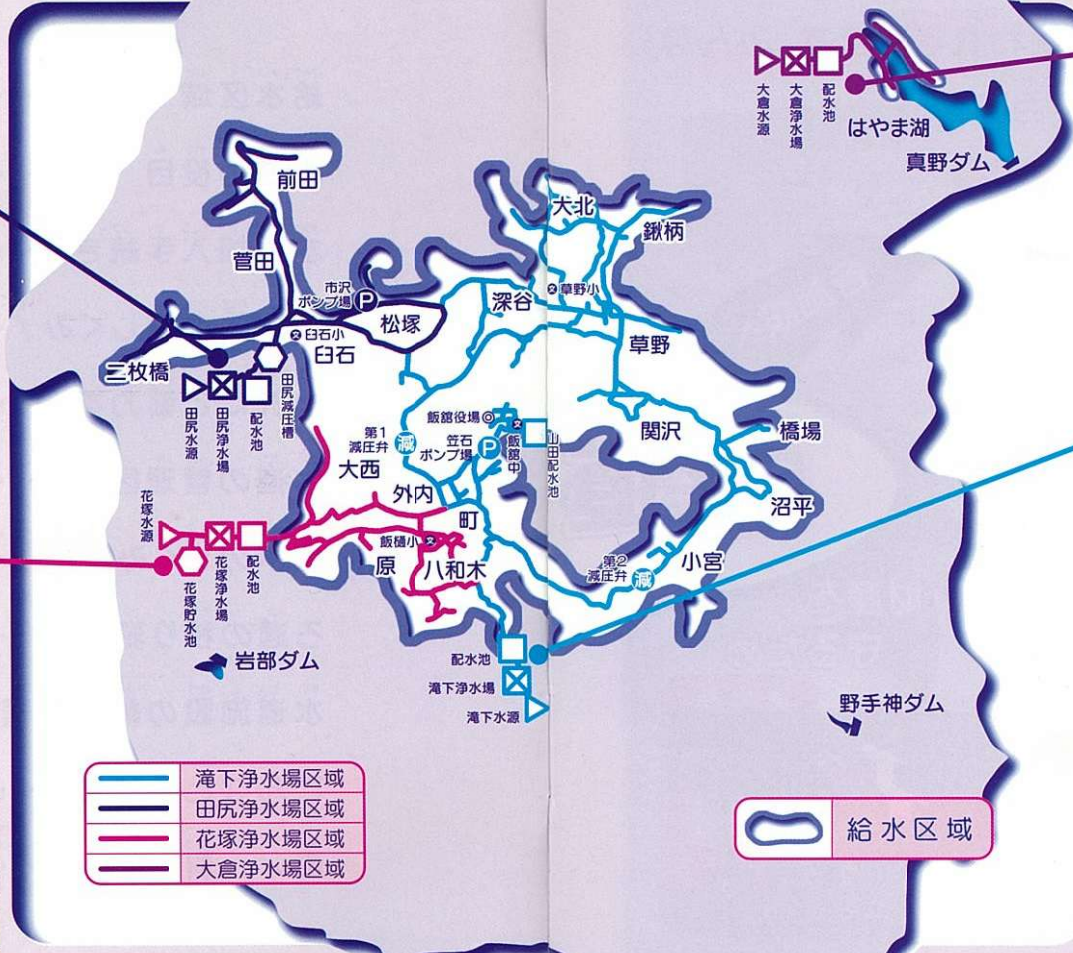 大倉水源
大倉浄水場
配水池
はやま湖
真野ダム
前田
菅田
市沢
ポンプ場
P
松塚
臼石小
臼石
二枚橋
田尻水源
田尻浄水場
配水池
田尻減圧槽
大北
鍬柄
深谷
草野小
草野
飯舘役場
飯舘中
笠石
ポンプ場
P
山田配水池
関沢
橋場
沼平
小宮
第1
減圧弁
減
第2
減圧弁
減
大西
外内
町
飯樋小
原
八和木
花塚水源
花塚浄水場
配水池
花塚貯水池
岩部ダム
配水池
滝下浄水場
滝下水源
野手神ダム
滝下浄水場区域
田尻浄水場区域
花塚浄水場区域
大倉浄水場区域
給水区域